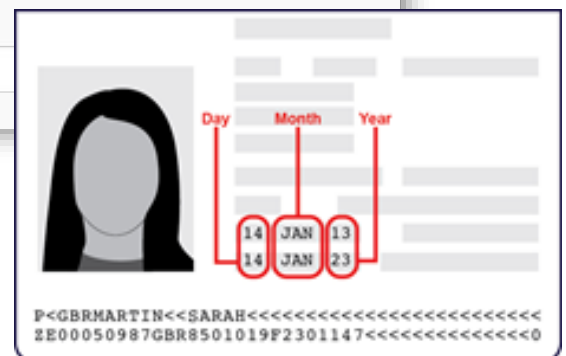 Day Month Year
14 JAN 13
14 JAN 23
P<GBRMARTIN<<SARAH<<<<<<<<<<<<<<<<<<<<<<<<<<
ZE00050987GBR8501019F2301147<<<<<<<<<<<<<<<0